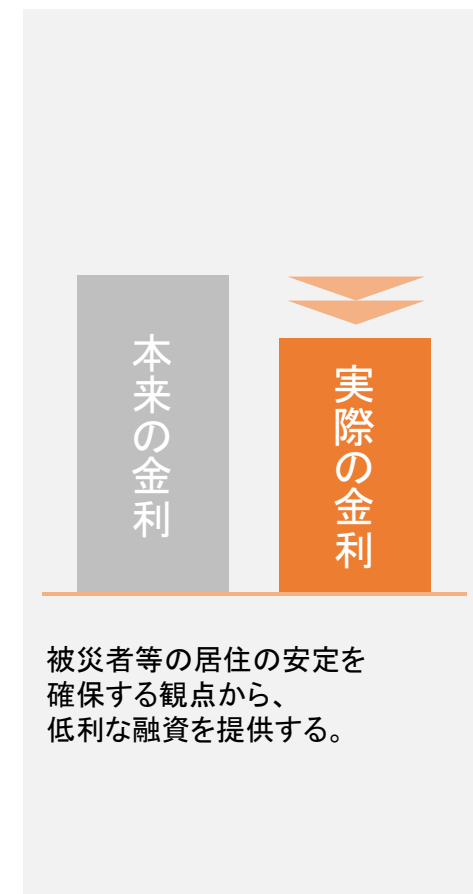 本来の金利
実際の金利
被災者等の居住の安定を
確保する観点から、
低利な融資を提供する。